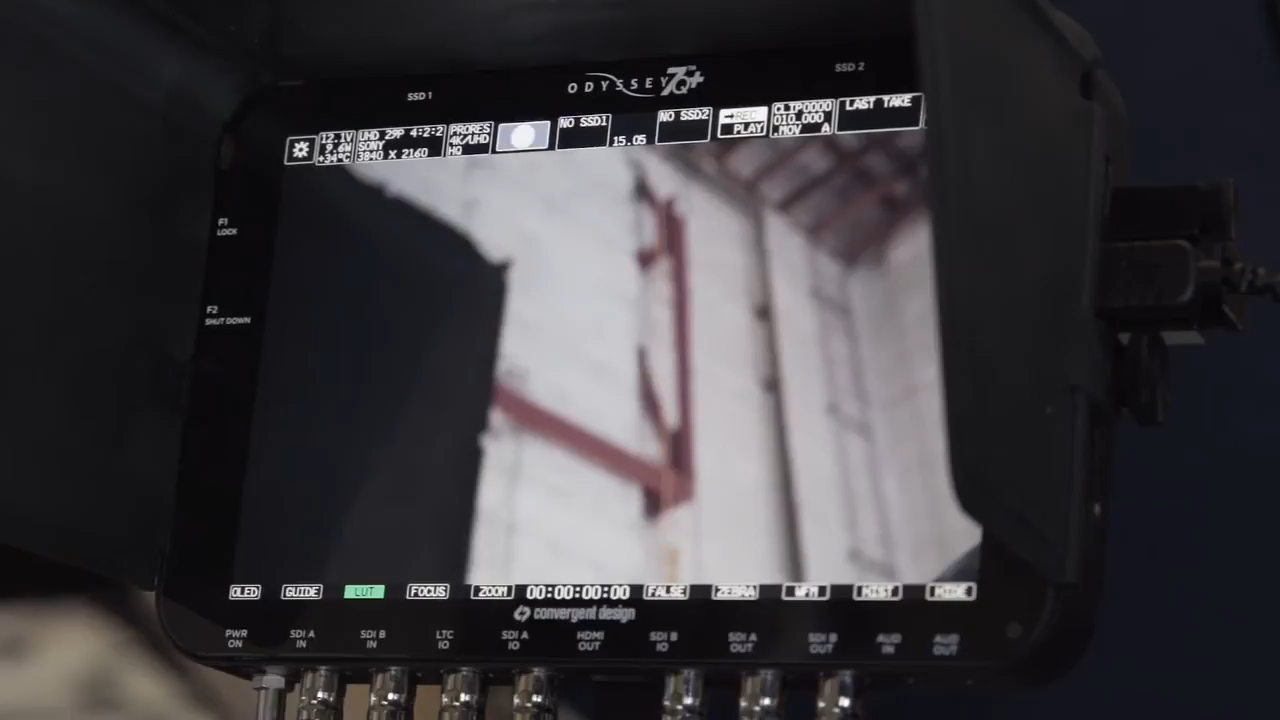 SSD 1
ODYSSEY 7Q+™
SSD 2
12.1V
9.6W
+34°C
UHD 29P 4:2:2
SONY
3840 X 2160
PRORES
4K/UHD
HQ
NO SSD1
15.05
NO SSD2
REC
PLAY
CLIP0000
010_000
.MOV A
LAST TAKE
F1
LOCK
F2
SHUT DOWN
OLED
GUIDE
LUT
FOCUS
ZOOM
00:00:00:00
FALSE
ZEBRA
WFM
HIST
HIDE
convergent design
PWR
ON
SDI A
IN
SDI B
IN
LTC
IO
SDI A
IO
HDMI
OUT
SDI B
IO
SDI A
OUT
SDI B
OUT
AUD
IN
AUD
OUT